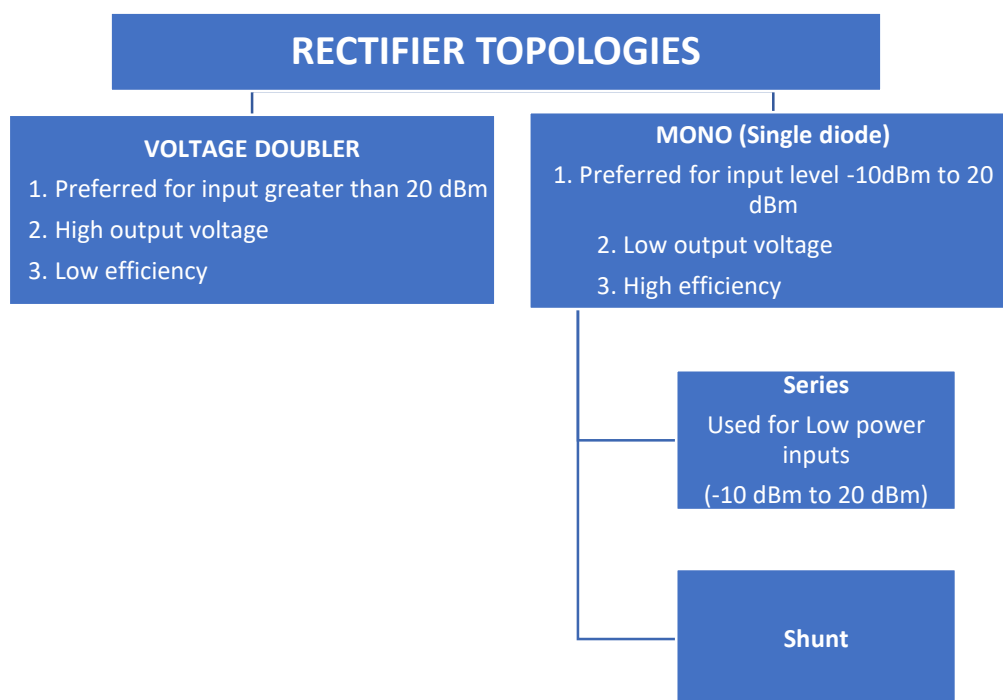 RECTIFIER TOPOLOGIES
VOLTAGE DOUBLER
1. Preferred for input greater than 20 dBm
2. High output voltage
3. Low efficiency
MONO (Single diode)
1. Preferred for input level -10dBm to 20
dBm
2. Low output voltage
3. High efficiency
Series
Used for Low power
inputs
(-10 dBm to 20 dBm)
Shunt